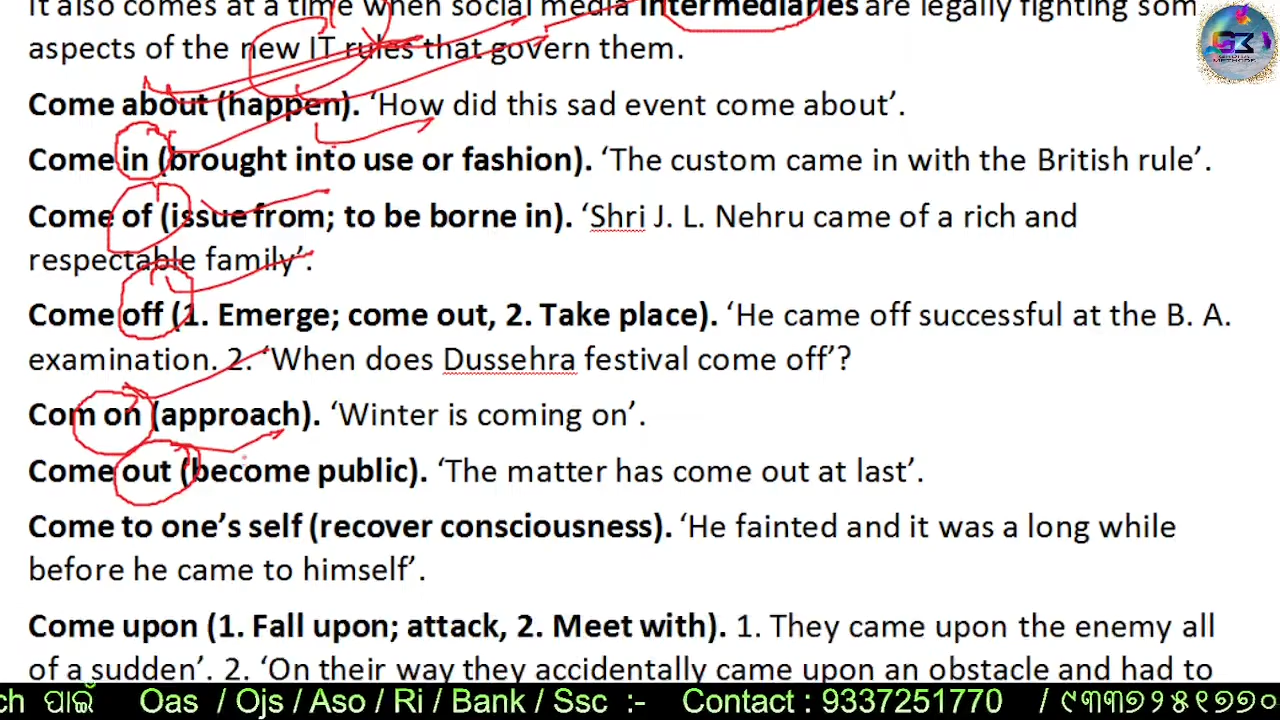 It also comes at a time when social media intermediaries are legally fighting som
aspects of the new IT rules that govern them.
Come about (happen). ‘How did this sad event come about’.
Come in (brought into use or fashion). ‘The custom came in with the British rule’.
Come of (issue from; to be borne in). ‘Shri J. L. Nehru came of a rich and
respectable family’.
Come off (1. Emerge; come out, 2. Take place). ‘He came off successful at the B. A.
examination. 2. ‘When does Dussehra festival come off’?
Com on (approach). ‘Winter is coming on’.
Come out (become public). ‘The matter has come out at last’.
Come to one’s self (recover consciousness). ‘He fainted and it was a long while
before he came to himself’.
Come upon (1. Fall upon; attack, 2. Meet with). 1. They came upon the enemy all
of a sudden’. 2. ‘On their way they accidentally came upon an obstacle and had to
ch ପାଇଁ Oas / Ojs / Aso / Ri / Bank / Ssc :- Contact : 9337251770 / ୯୩୩୭୨୫୧୭୭୦